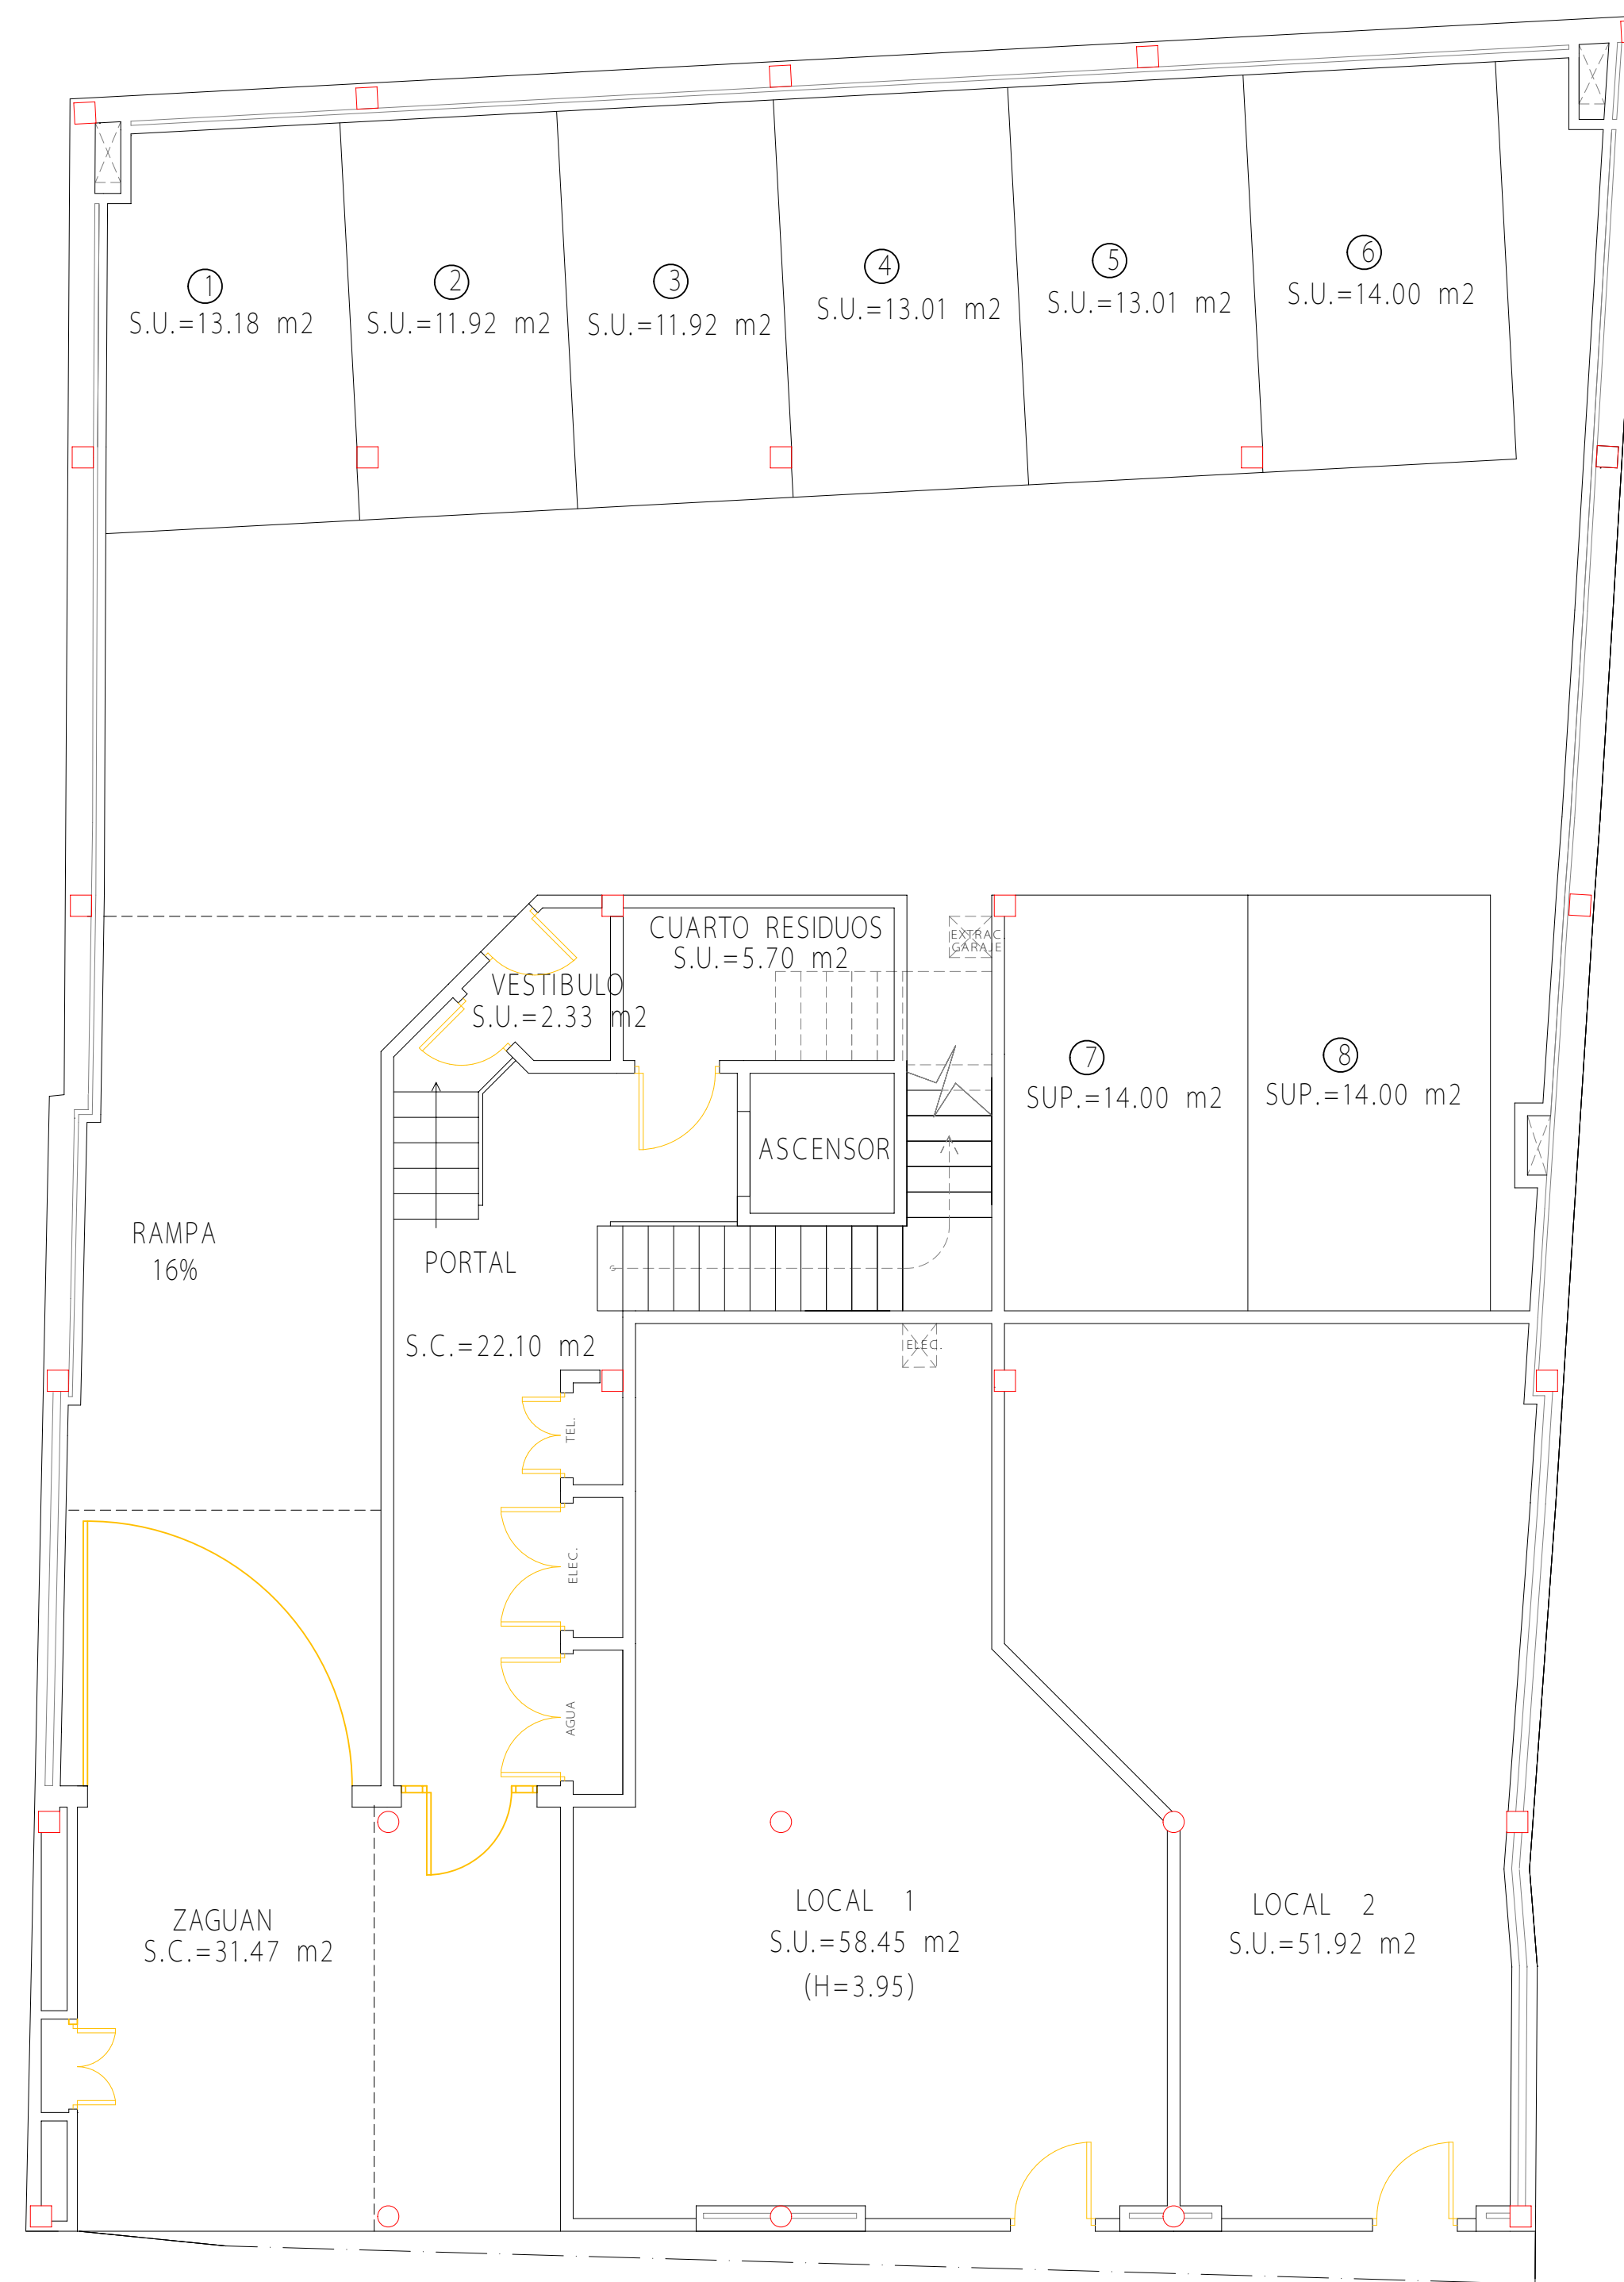 1
S.U.=13.18 m2
2
S.U.=11.92 m2
3
S.U.=11.92 m2
4
S.U.=13.01 m2
5
S.U.=13.01 m2
6
S.U.=14.00 m2
CUARTO RESIDUOS
S.U.=5.70 m2
EXTRAC.
GARAJE
VESTIBULO
S.U.=2.33 m2
7
SUP.=14.00 m2
8
SUP.=14.00 m2
ASCENSOR
RAMPA
16%
PORTAL
S.C.=22.10 m2
ELEC.
TEL.
ELEC.
AGUA
ZAGUAN
S.C.=31.47 m2
LOCAL 1
S.U.=58.45 m2
(H=3.95)
LOCAL 2
S.U.=51.92 m2